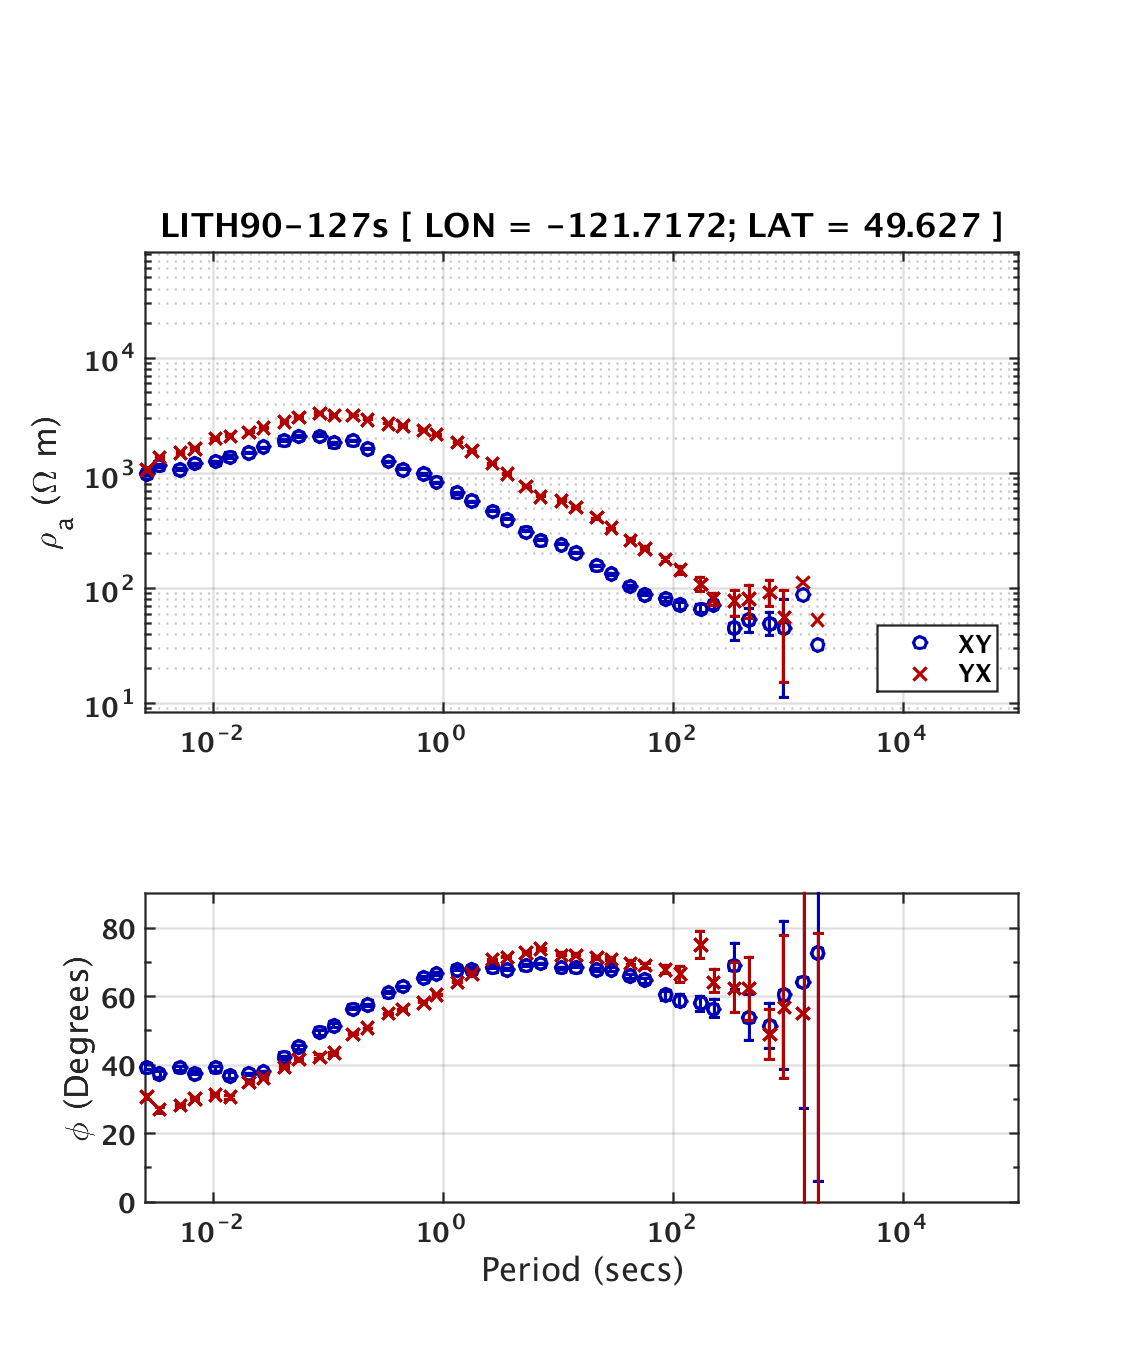 LITH90-127s [ LON = -121.7172; LAT = 49.627 ]
ρa (Ω m)
10^4
10^3
10^2
10^1
XY
YX
10^-2 10^0 10^2 10^4
ϕ (Degrees)
80
60
40
20
0
10^-2 10^0 10^2 10^4
Period (secs)